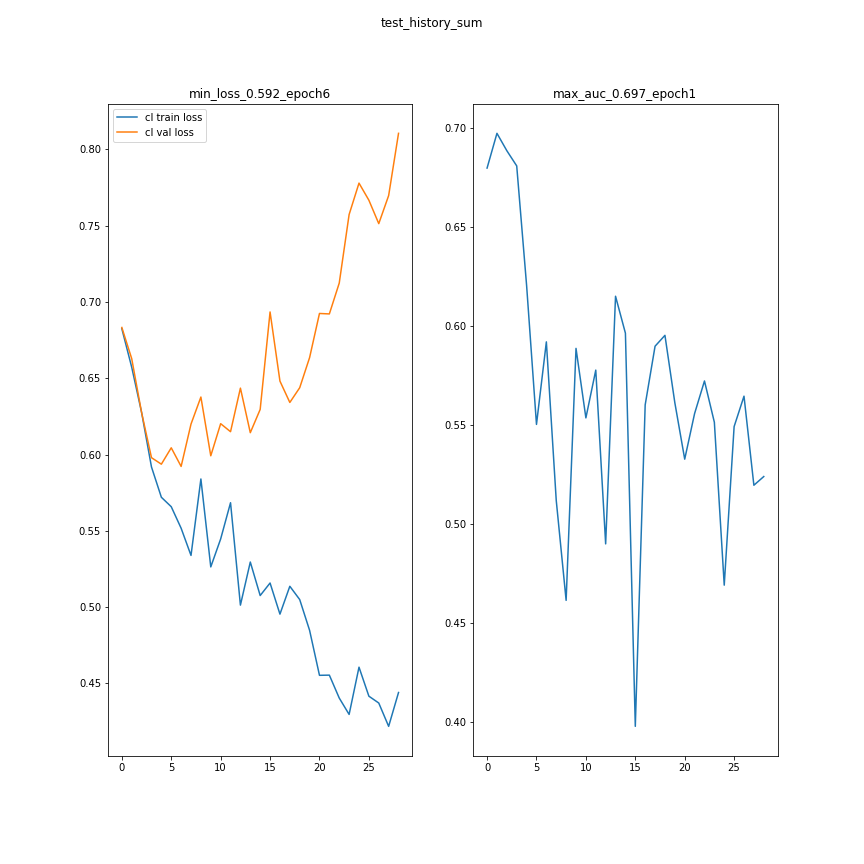 test_history_sum
min_loss_0.592_epoch6
cl train loss
cl val loss
0.80
0.75
0.70
0.65
0.60
0.55
0.50
0.45
0 5 10 15 20 25
max_auc_0.697_epoch1
0.70
0.65
0.60
0.55
0.50
0.45
0.40
0 5 10 15 20 25